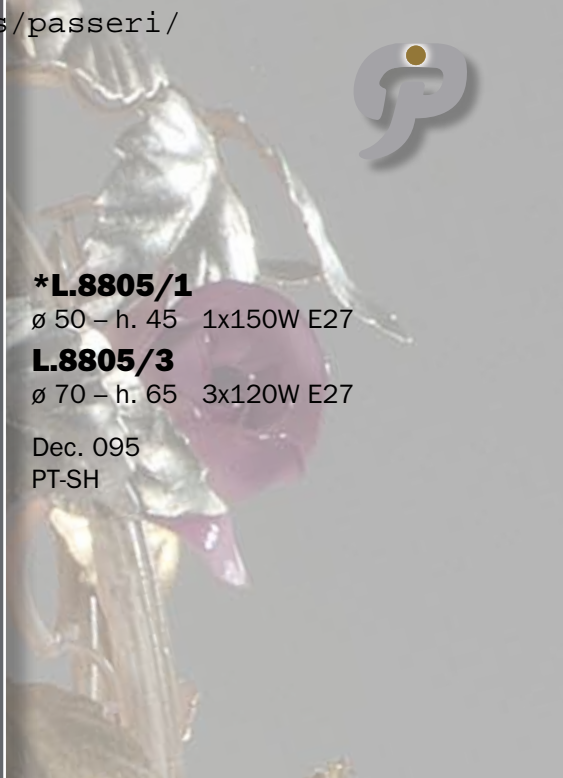 s/passeri/
*L.8805/1
ø 50 – h. 45 1x150W E27
L.8805/3
ø 70 – h. 65 3x120W E27
Dec. 095
PT-SH